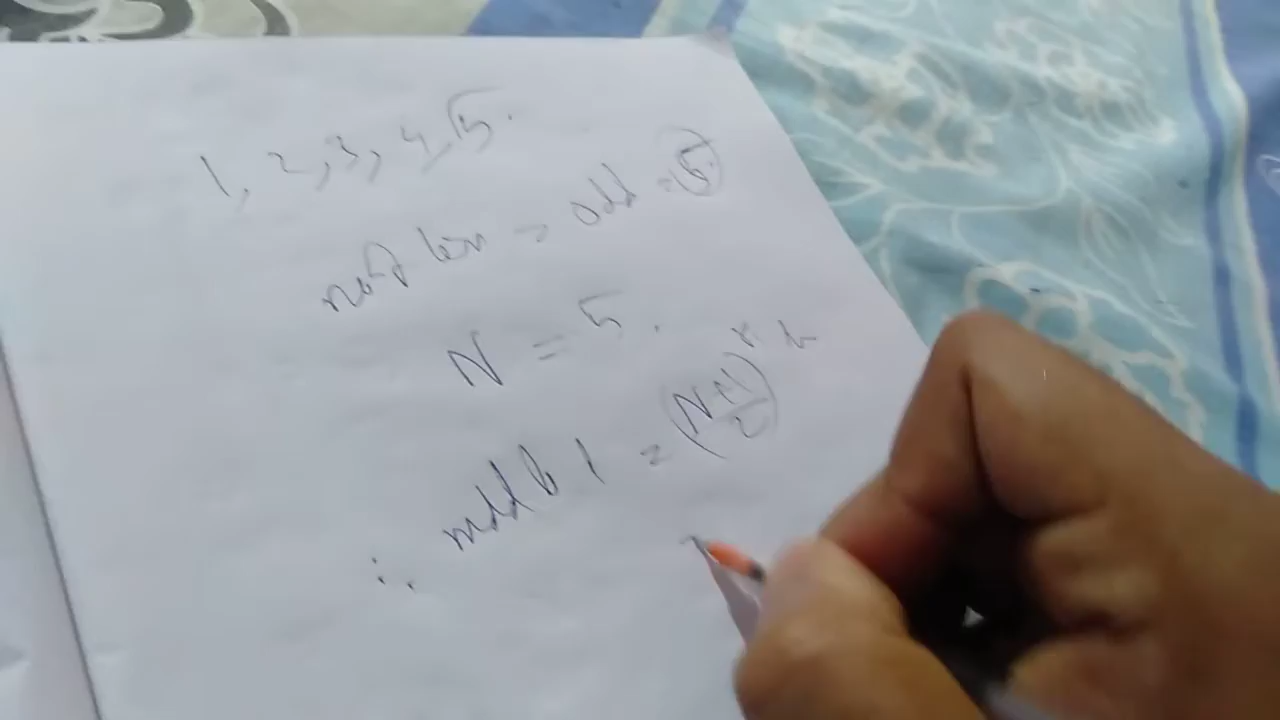 1, 2, 3, 4, 5.
no of term = odd = 5.
N = 5.
∴ middle = (N+1/2)th